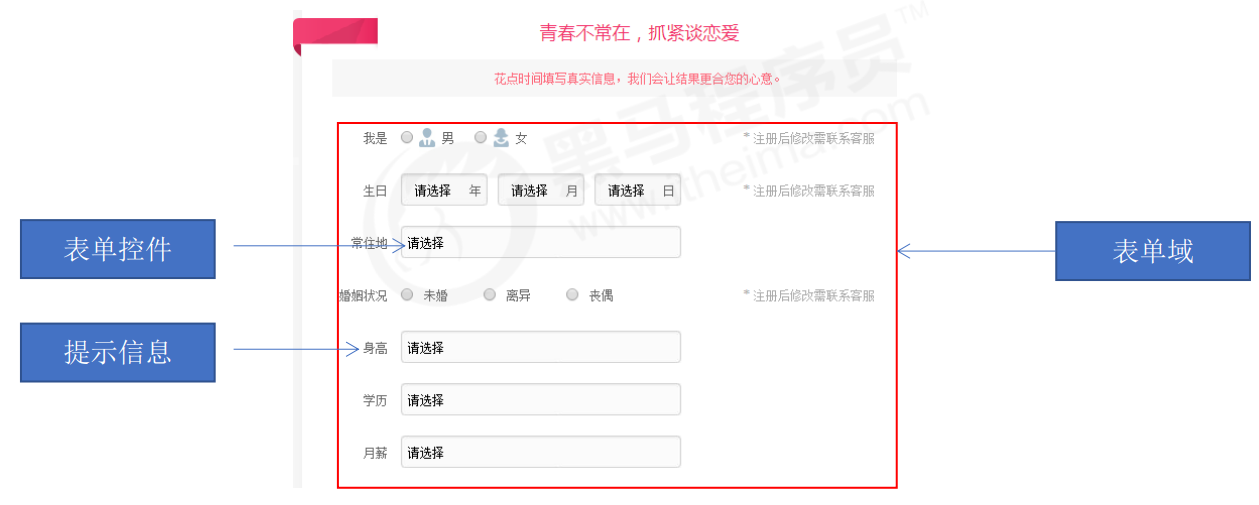 青春不常在，抓紧谈恋爱
花点时间填写真实信息，我们会让结果更合您的心意。
我是 男 女 *注册后修改需联系客服
生日 请选择 年 请选择 月 请选择 日 *注册后修改需联系客服
表单控件 常住地 请选择 表单域
婚姻状况 未婚 离异 丧偶 *注册后修改需联系客服
提示信息 身高 请选择
学历 请选择
月薪 请选择
黑马程序员™
www.itheima.com